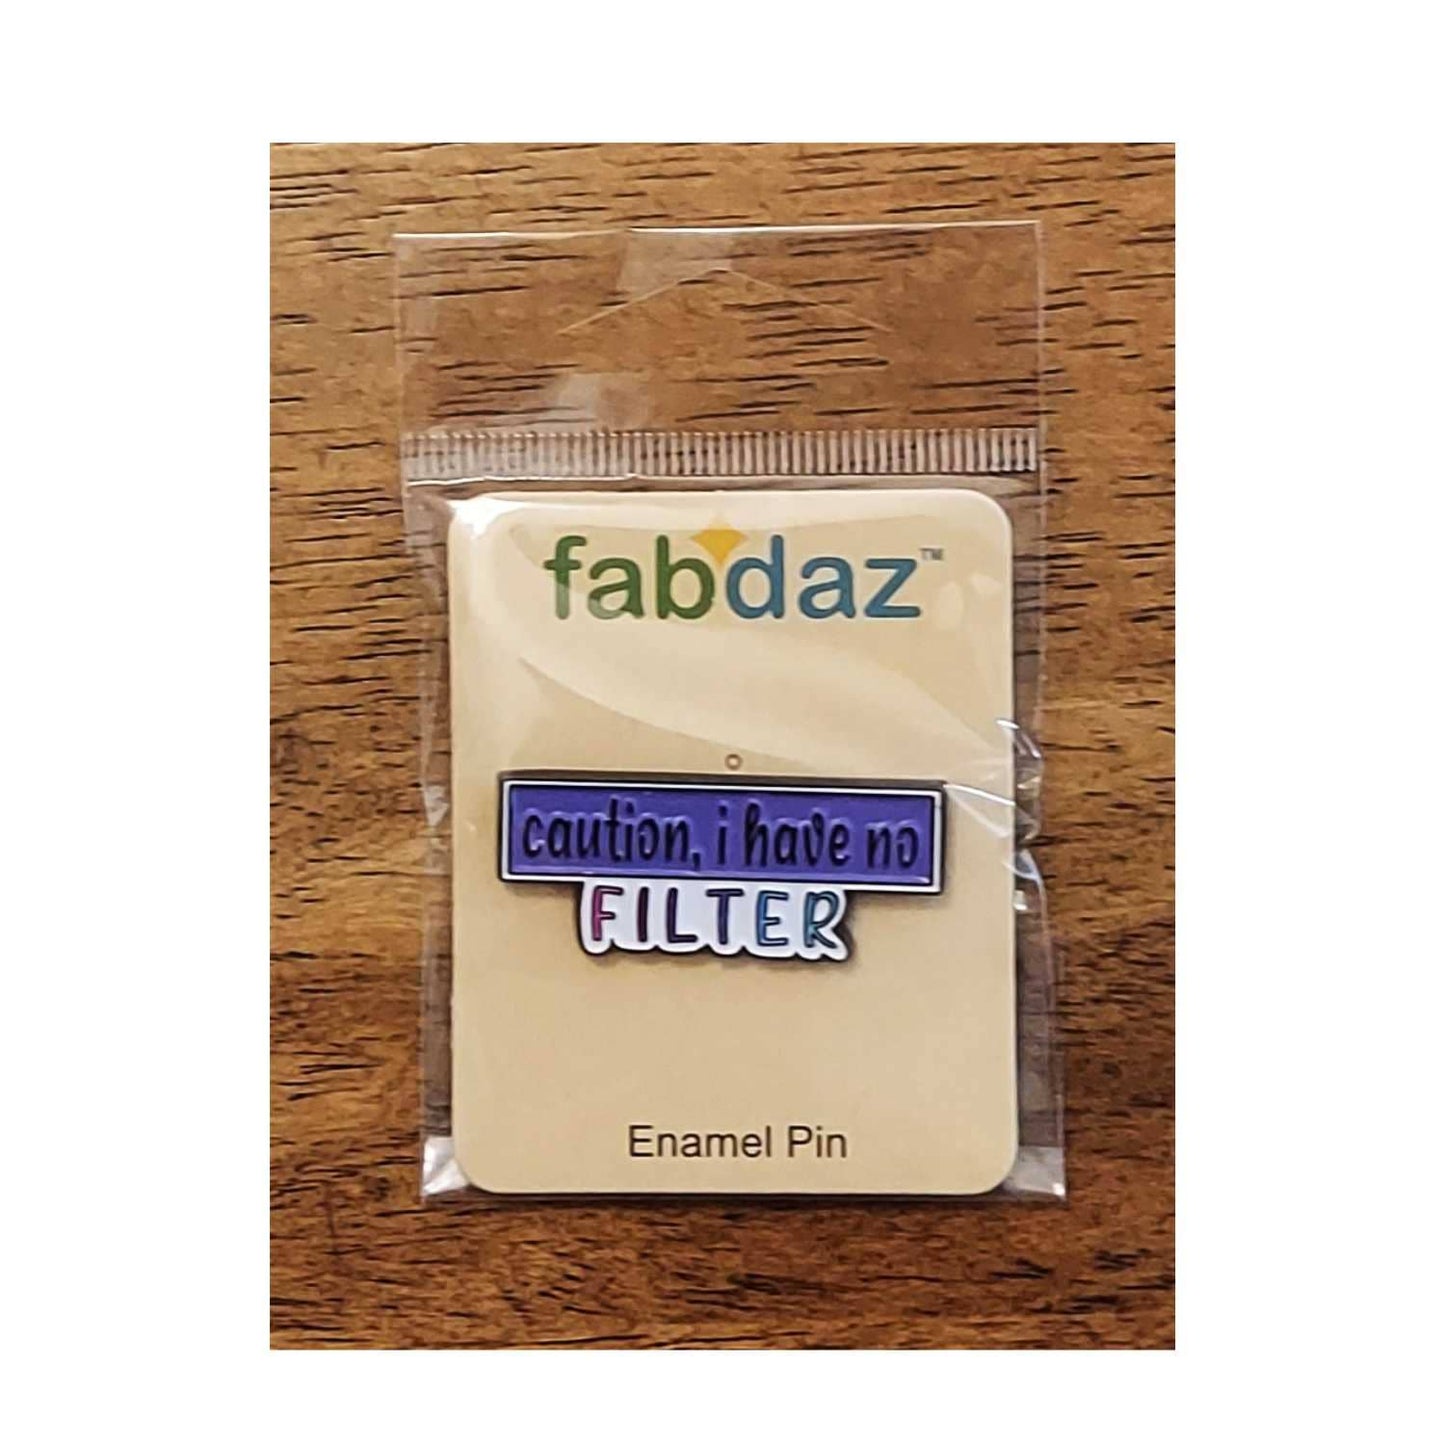 fabdaz™
caution, i have no
FILTER
Enamel Pin